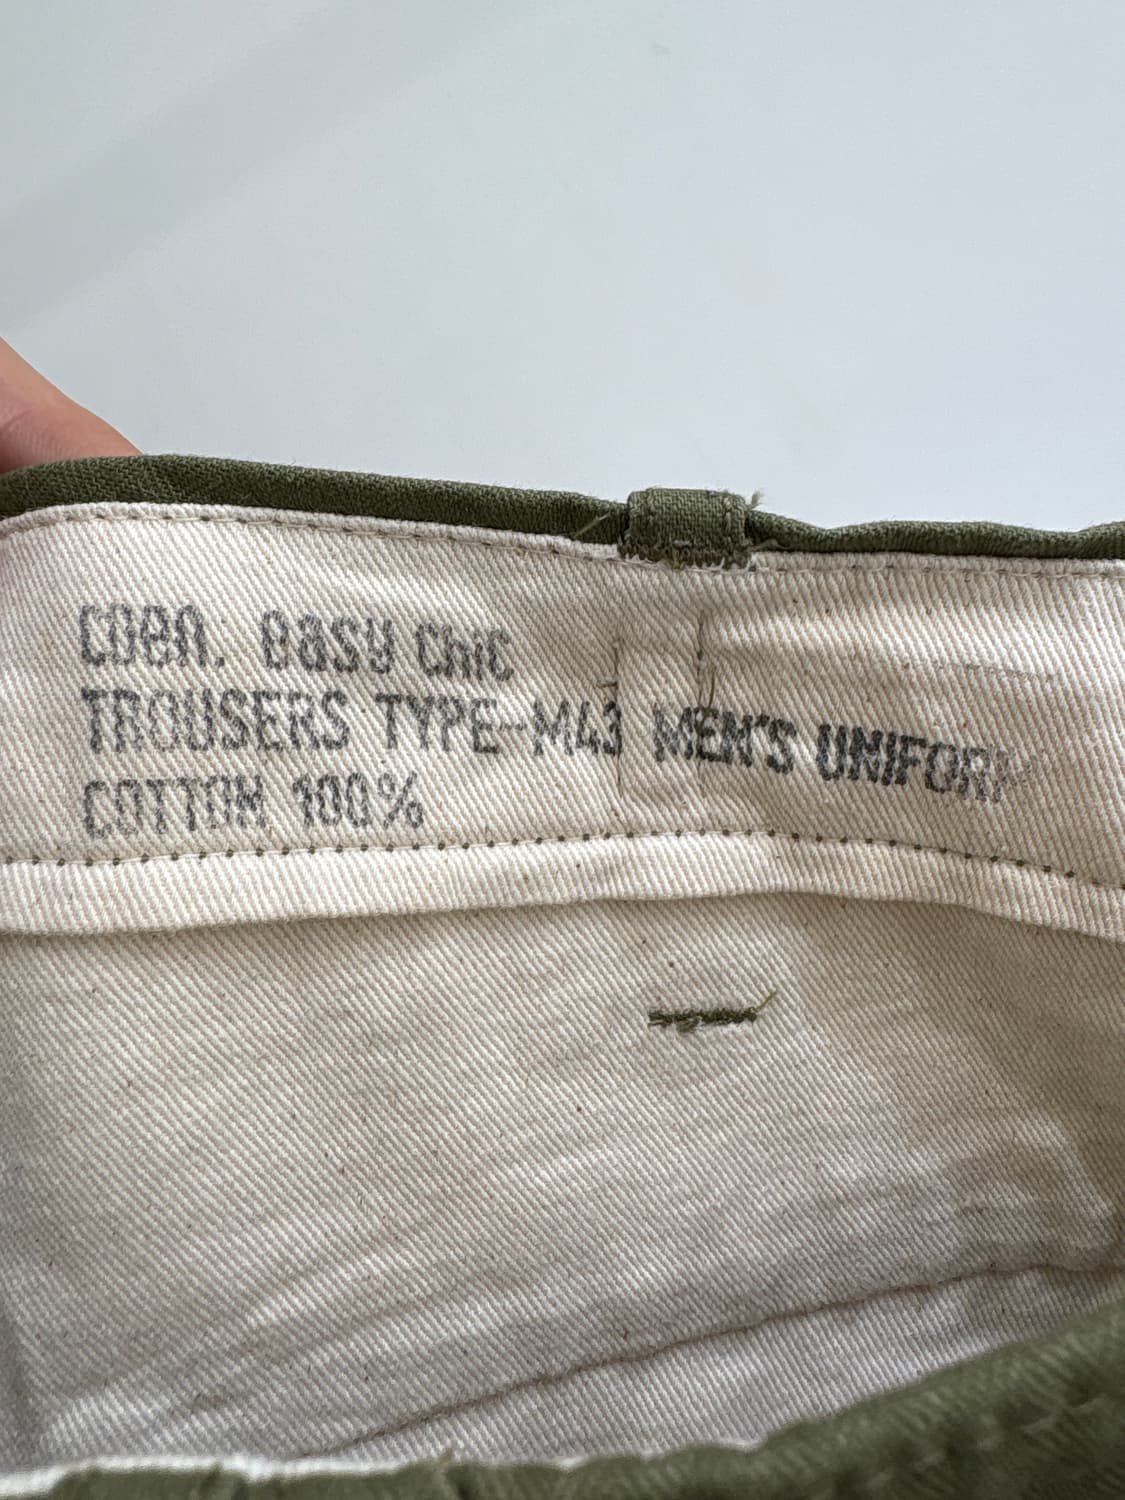 coen. easy chic
TROUSERS TYPE-M43 MEN'S UNIFORM
COTTON 100%